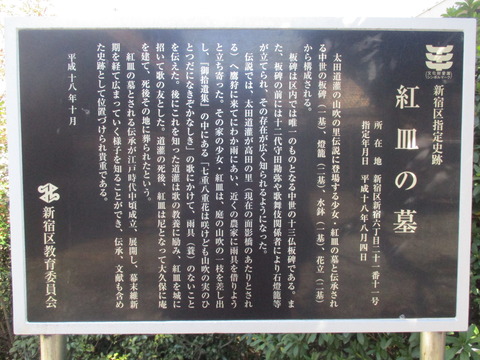 新宿区指定史跡
紅皿の墓
所在地 新宿区新宿六丁目二十一番十一号
指定年月日 平成十八年八月四日
太田道灌の山吹の里伝説に登場する少女・紅皿の墓と伝承され
る中世の板碑(一基)、燈籠(二基)、水鉢(一基)、花立(二基)
から構成される。
板碑は区内では唯一のものとなる中世の十三仏板碑である。ま
た、板碑の前には十二代守田勘弥や歌舞伎関係者により石燈籠等
が立てられ、その存在が広く知られるようになった。
伝説では、太田道灌が高田の里(現在の面影橋のあたりとされ
る)へ鷹狩に来てにわか雨にあい、近くの農家に雨具を借りよう
と立ち寄った。その家の少女・紅皿は、庭の山吹の一枝を差し出
し、『御拾遺集』の中にある「七重八重花は咲けども山吹の実のひ
とつだになきぞかなしき」の歌にかけて、雨具(蓑)のないこと
を伝えた。後にこれを知った道灌は歌の教養に励み、紅皿を城に
招いて歌の友とした。道灌の死後、紅皿は尼となって大久保に庵
を建て、死後その地に葬られたという。
紅皿の墓とされる伝承が江戸時代中頃成立、展開し、幕末維新
期を経て広まっていく様子を知ることができ、伝承、文献も含め
た史跡として位置づけられ貴重である。
平成十八年十月
新宿区教育委員会